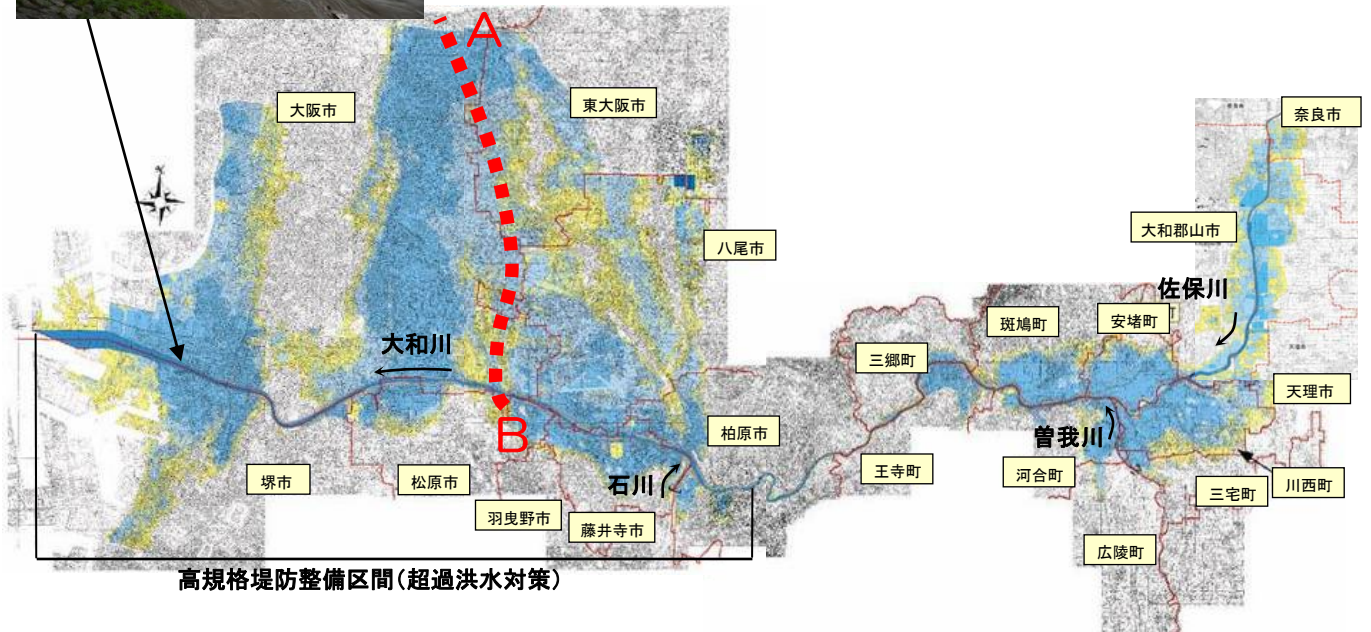 A
大阪市
東大阪市
奈良市
八尾市
大和郡山市
佐保川
斑鳩町
安堵町
大和川
三郷町
天理市
B
柏原市
曽我川
石川
王寺町
河合町
三宅町
川西町
堺市
松原市
羽曳野市
藤井寺市
広陵町
高規格堤防整備区間(超過洪水対策)